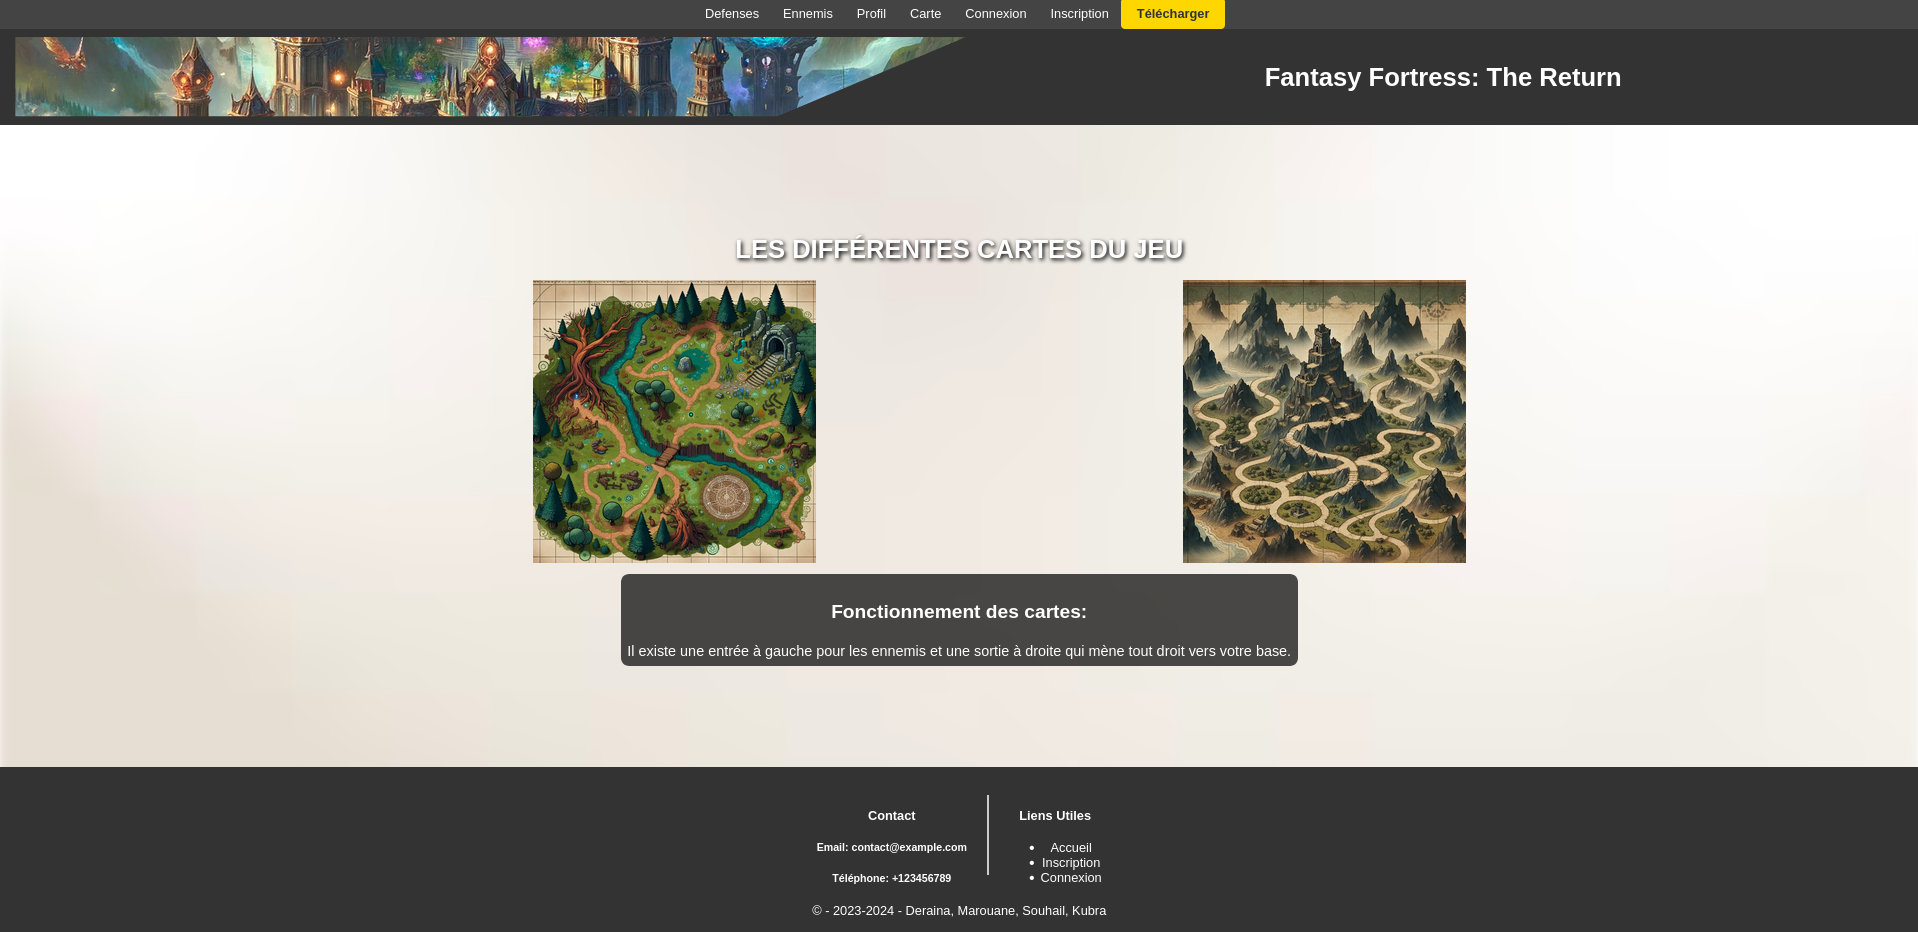 Defenses Ennemis Profil Carte Connexion Inscription Télécharger
Fantasy Fortress: The Return
LES DIFFÉRENTES CARTES DU JEU
Fonctionnement des cartes:
Il existe une entrée à gauche pour les ennemis et une sortie à droite qui mène tout droit vers votre base.
Contact
Email: contact@example.com
Téléphone: +123456789
Liens Utiles
• Accueil
• Inscription
• Connexion
© - 2023-2024 - Deraina, Marouane, Souhail, Kubra